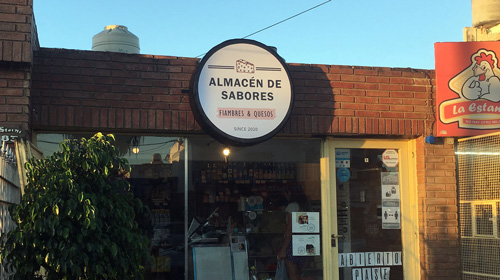 ALMACÉN DE
SABORES
FIAMBRES & QUESOS
SINCE 2020
La Estan
ABIERTO